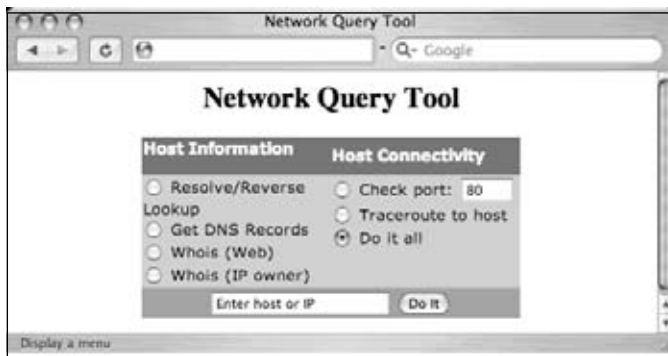 Network Query Tool
Google
Network Query Tool
Host Information
Host Connectivity
Resolve/Reverse
Lookup
Get DNS Records
Whois (Web)
Whois (IP owner)
Check port: 80
Traceroute to host
Do it all
Enter host or IP
Do It
Display a menu